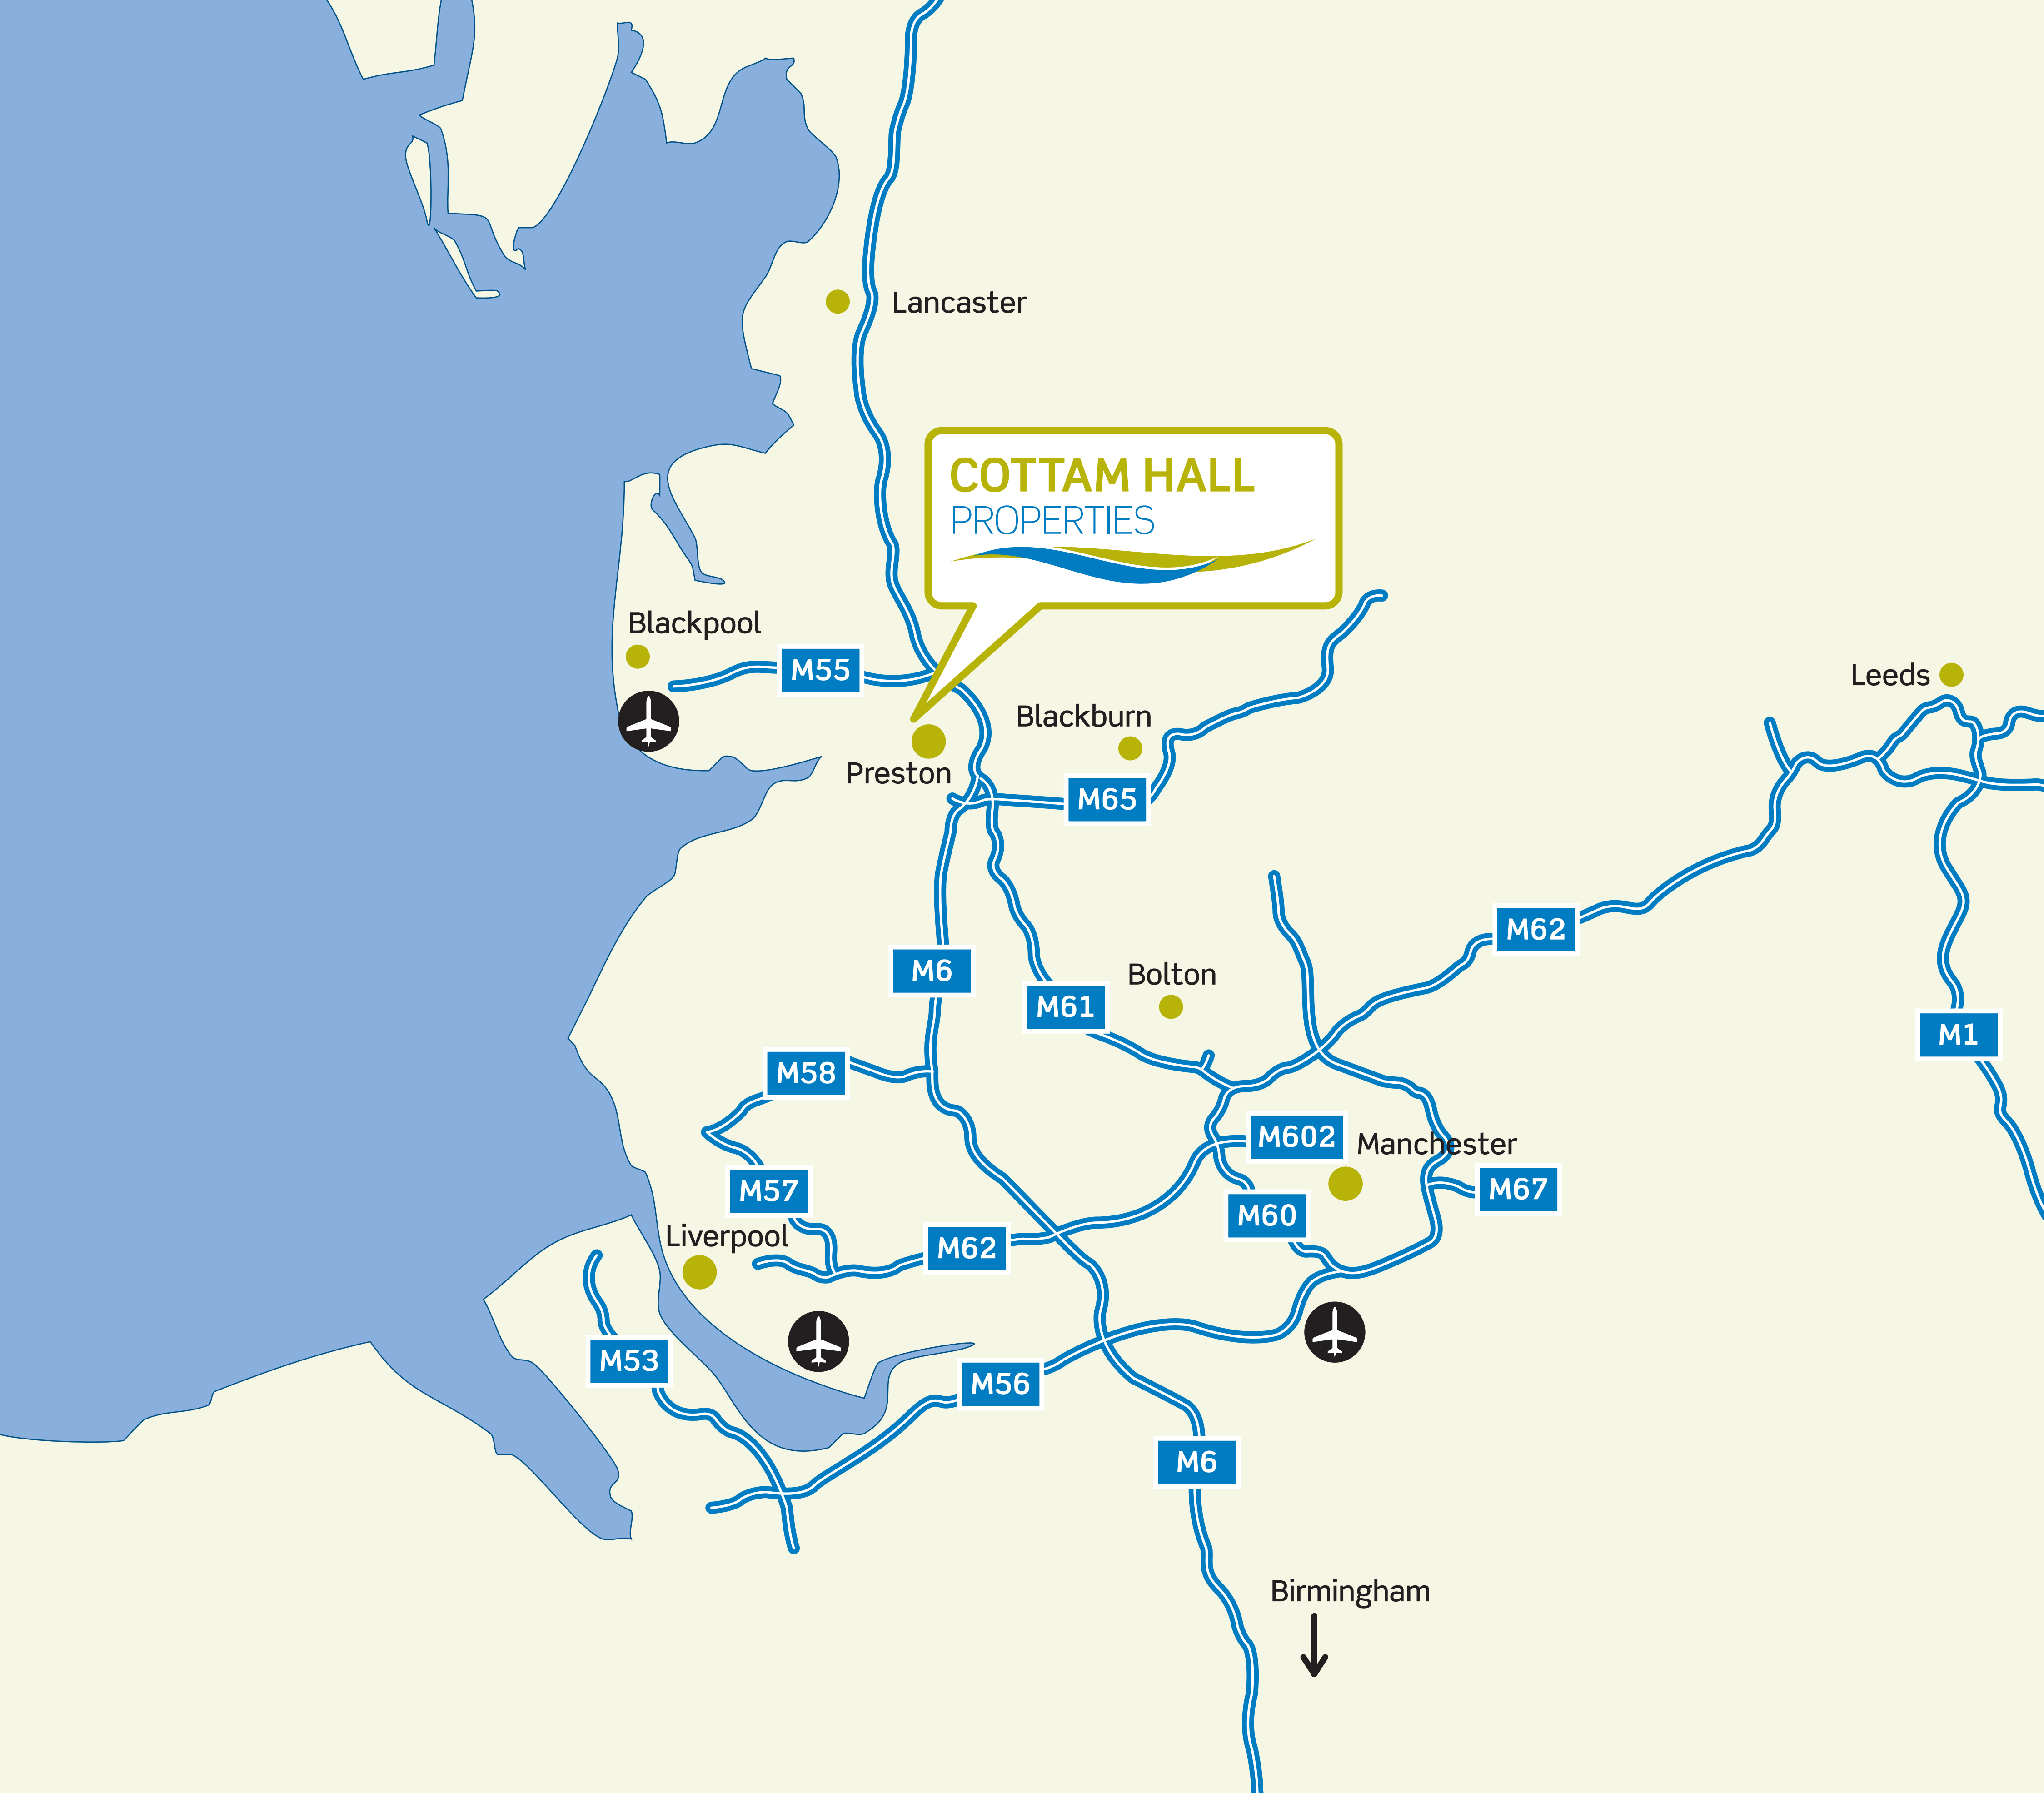 Lancaster
COTTAM HALL
PROPERTIES
Blackpool
M55
Leeds
Blackburn
Preston
M65
M62
M6
Bolton
M61
M1
M58
M602
Manchester
M57
M67
M60
Liverpool
M62
M53
M56
M6
Birmingham